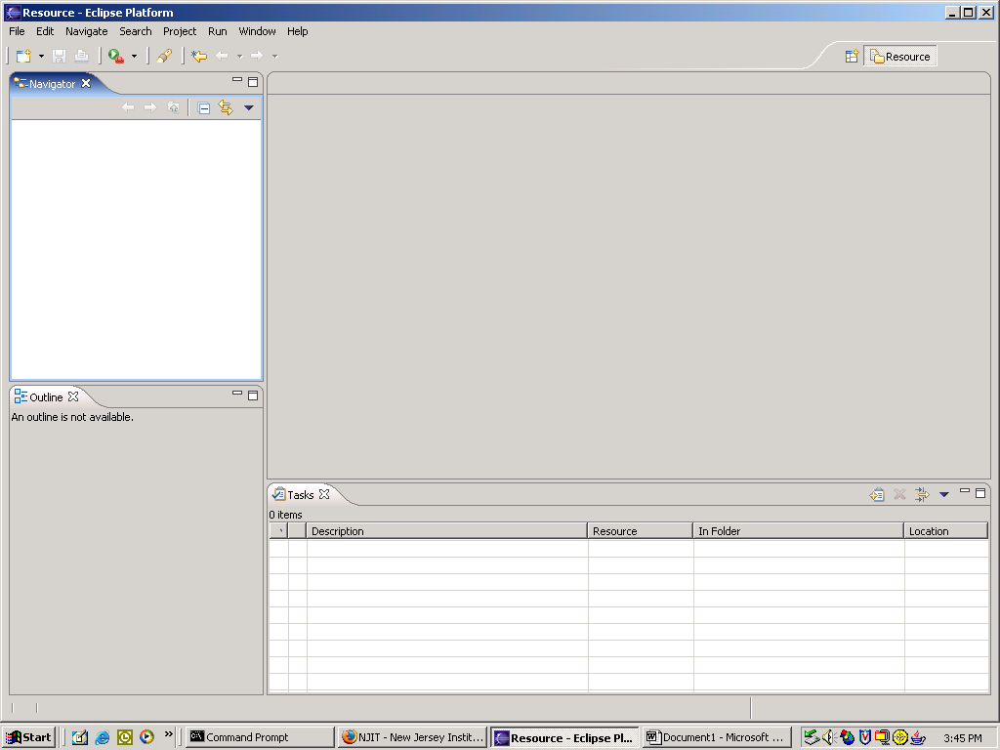 Resource - Eclipse Platform
File Edit Navigate Search Project Run Window Help
Resource
Navigator
Outline
An outline is not available.
Tasks
0 items
Description Resource In Folder Location
Start Command Prompt NJIT - New Jersey Instit... Resource - Eclipse Pl... Document1 - Microsoft ... 3:45 PM